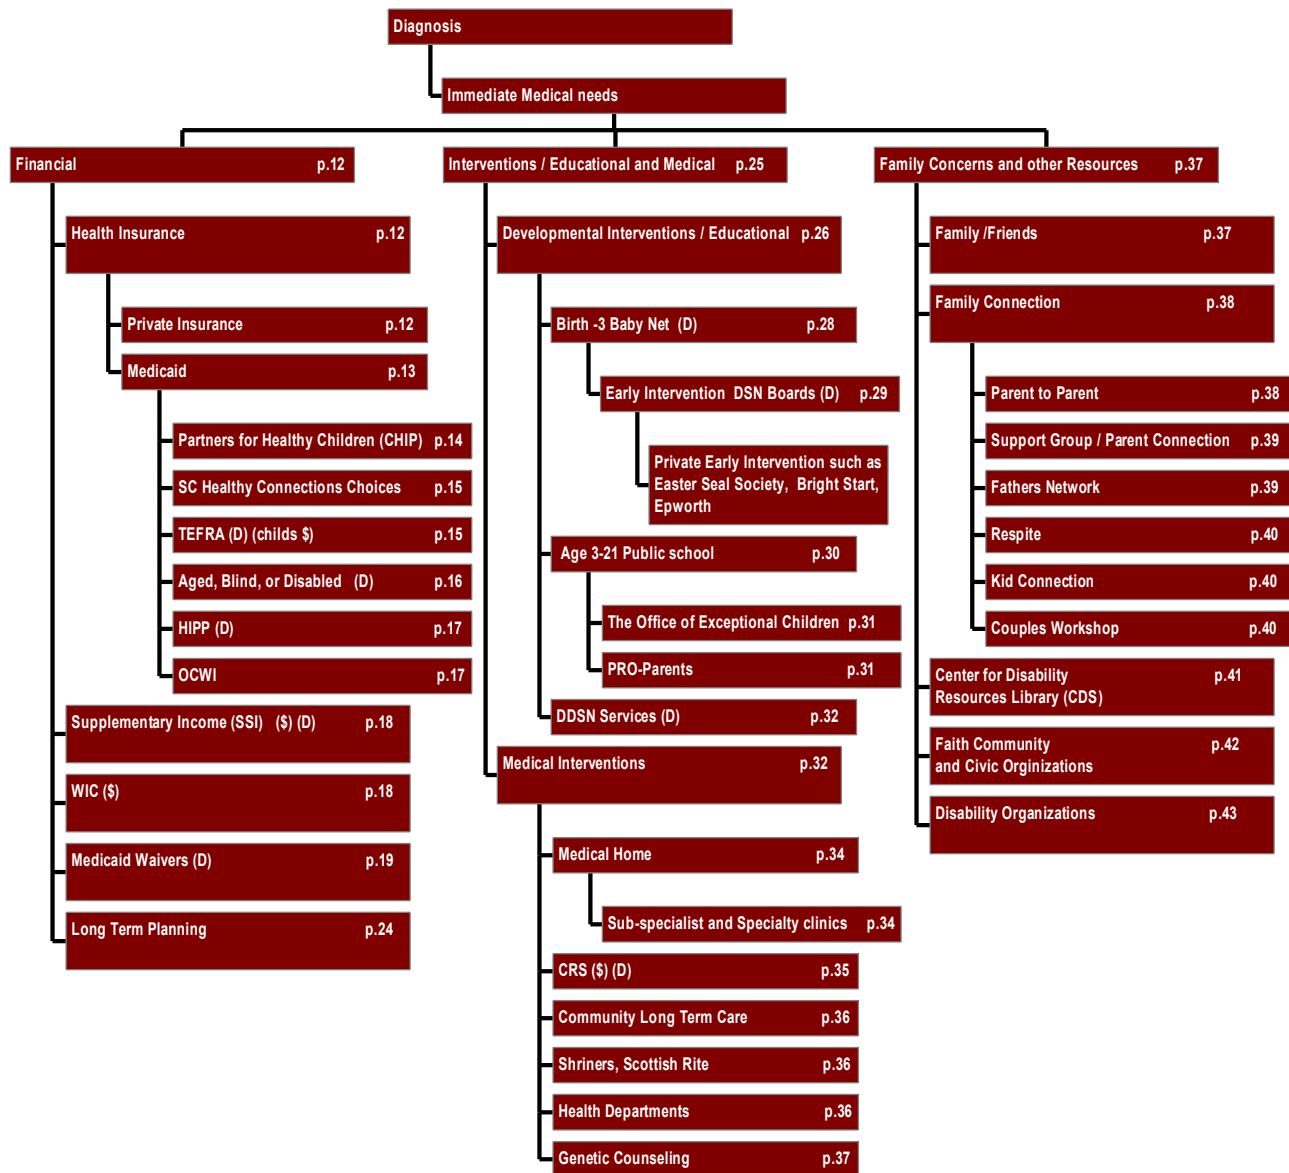 Diagnosis
Immediate Medical needs
Financial p.12
Health Insurance p.12
Private Insurance p.12
Medicaid p.13
Partners for Healthy Children (CHIP) p.14
SC Healthy Connections Choices p.15
TEFRA (D) (childs $) p.15
Aged, Blind, or Disabled (D) p.16
HIPP (D) p.17
OCWI p.17
Supplementary Income (SSI) ($) (D) p.18
WIC ($) p.18
Medicaid Waivers (D) p.19
Long Term Planning p.24
Interventions / Educational and Medical p.25
Developmental Interventions / Educational p.26
Birth -3 Baby Net (D) p.28
Early Intervention DSN Boards (D) p.29
Private Early Intervention such as
Easter Seal Society, Bright Start,
Epworth
Age 3-21 Public school p.30
The Office of Exceptional Children p.31
PRO-Parents p.31
DDSN Services (D) p.32
Medical Interventions p.32
Medical Home p.34
Sub-specialist and Specialty clinics p.34
CRS ($) (D) p.35
Community Long Term Care p.36
Shriners, Scottish Rite p.36
Health Departments p.36
Genetic Counseling p.37
Family Concerns and other Resources p.37
Family /Friends p.37
Family Connection p.38
Parent to Parent p.38
Support Group / Parent Connection p.39
Fathers Network p.39
Respite p.40
Kid Connection p.40
Couples Workshop p.40
Center for Disability p.41
Resources Library (CDS)
Faith Community p.42
and Civic Orginizations
Disability Organizations p.43